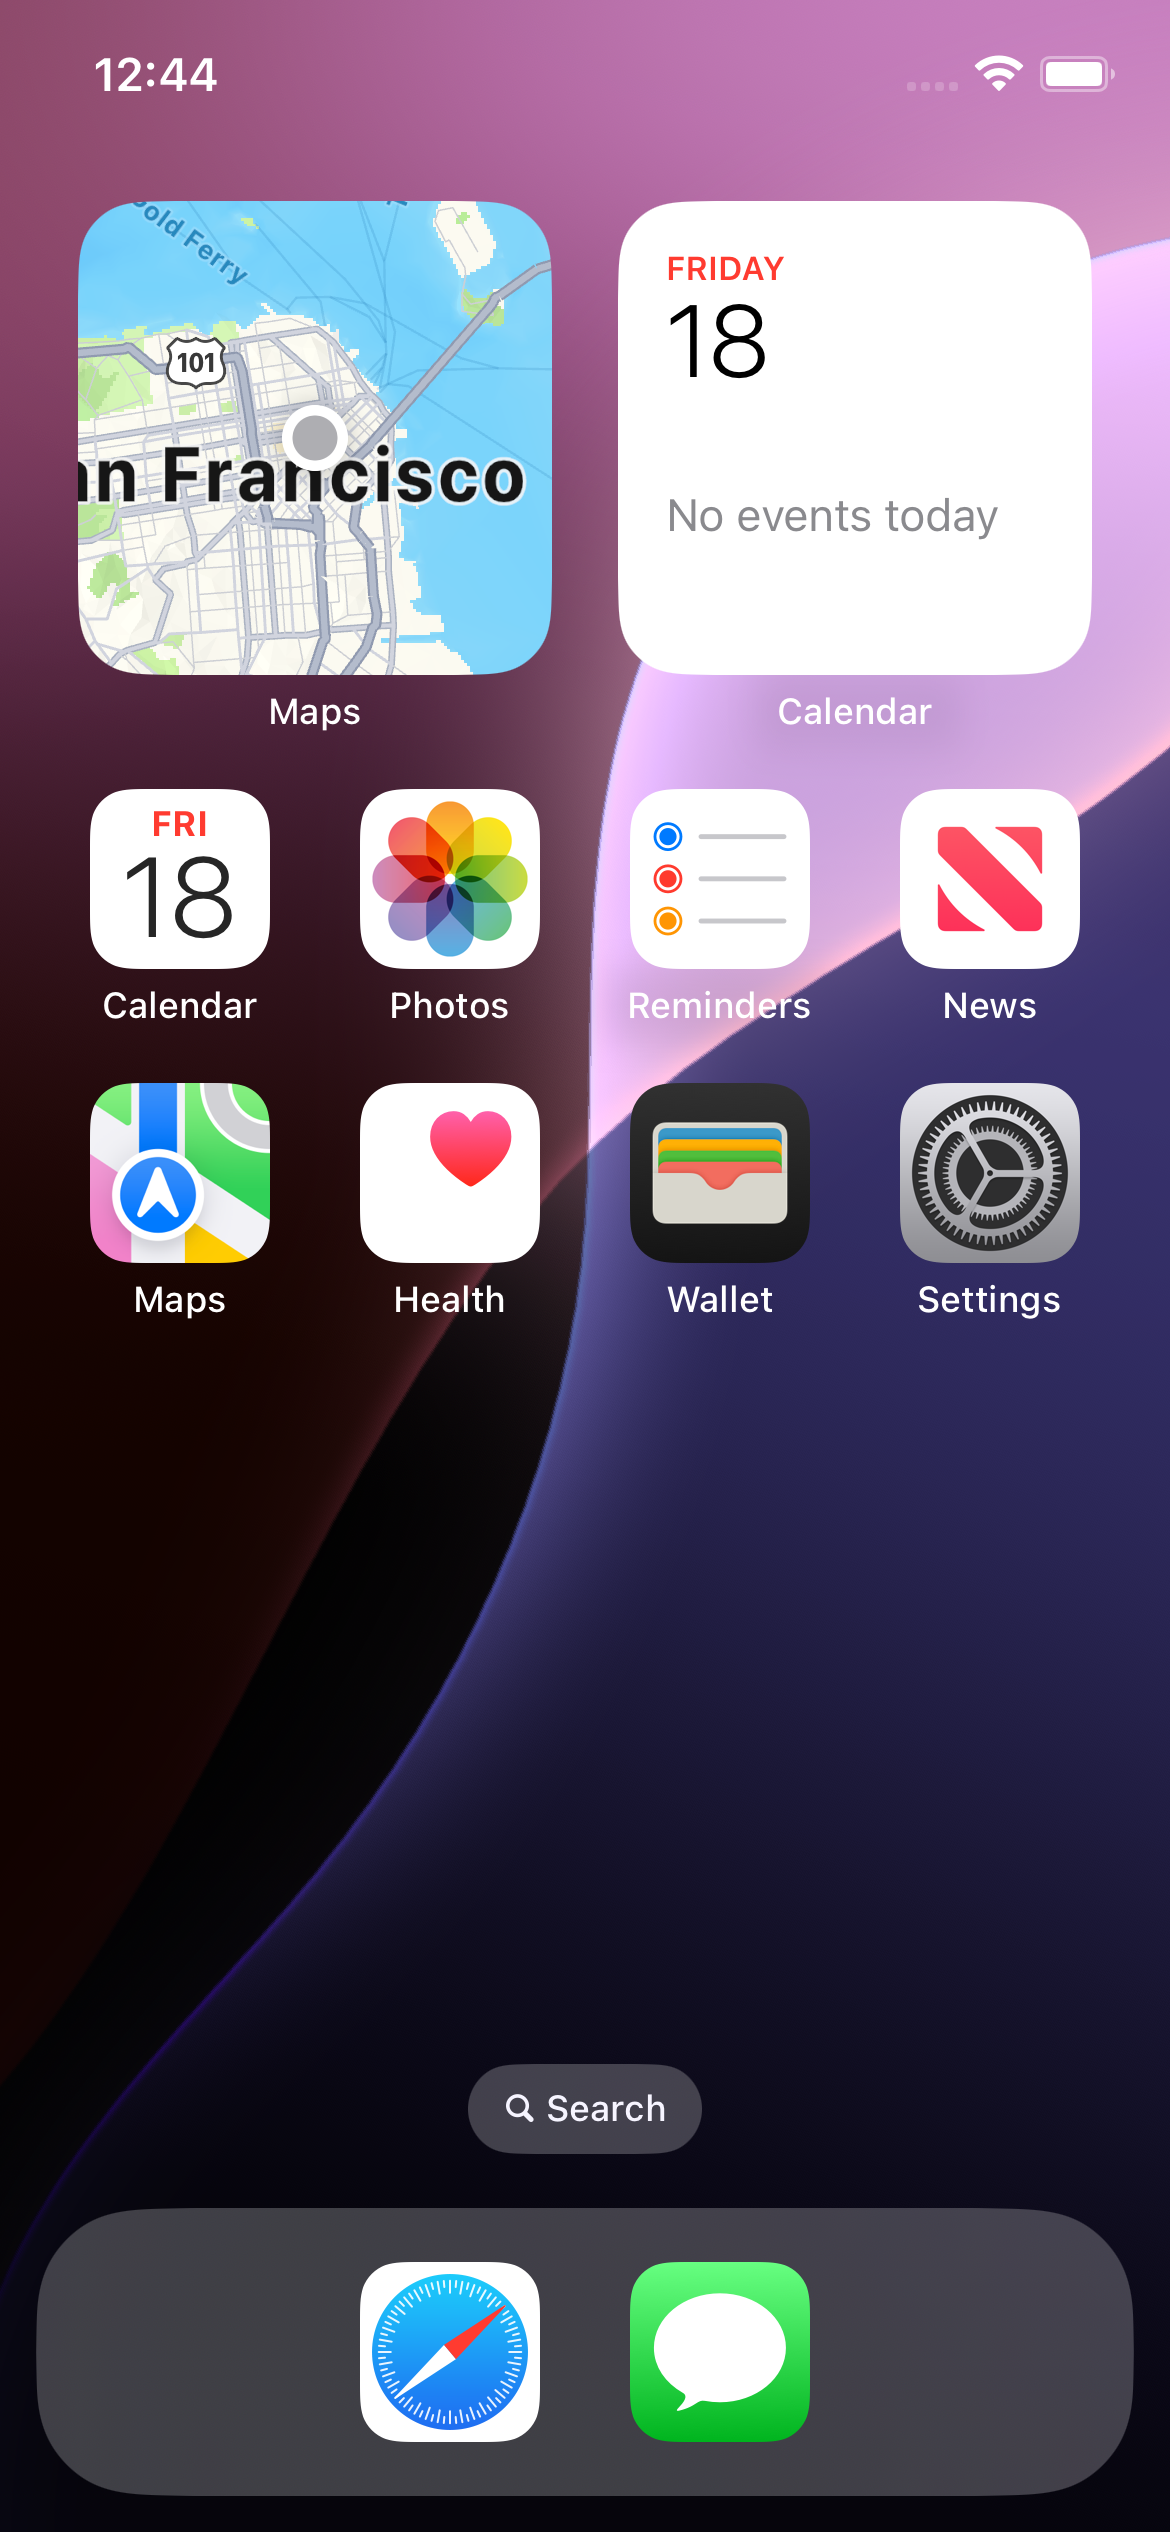 12:44
Gold Ferry
101
an Francisco
Maps
FRIDAY
18
No events today
Calendar
FRI
18
Calendar
Photos
Reminders
News
Maps
Health
Wallet
Settings
Search